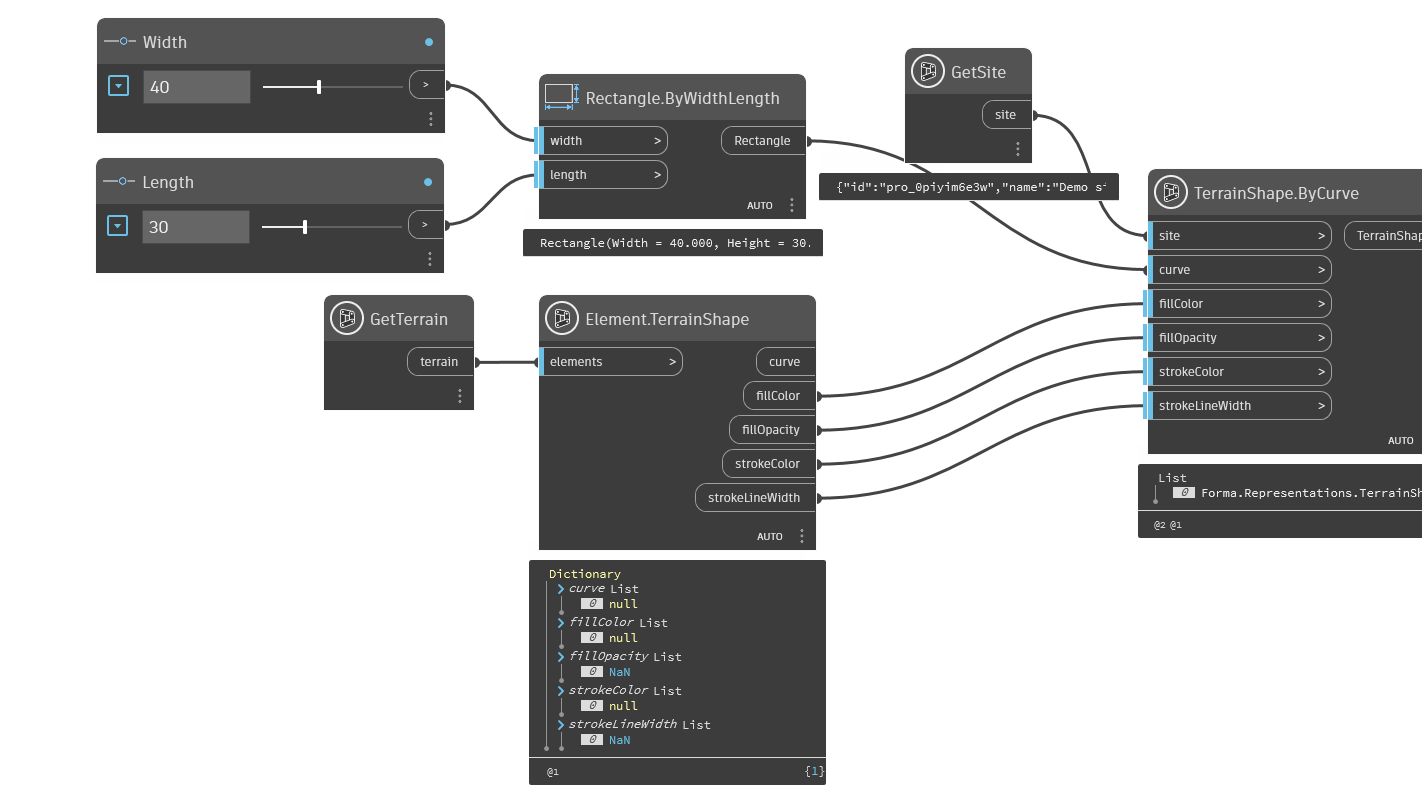 Width
40
>
Length
30
>
Rectangle.ByWidthLength
width >
Rectangle
length >
AUTO
Rectangle(Width = 40.000, Height = 30.
GetSite
site
{"id":"pro_0piyim6e3w","name":"Demo si
GetTerrain
terrain
Element.TerrainShape
elements >
curve
fillColor
fillOpacity
strokeColor
strokeLineWidth
AUTO
Dictionary
curve List
0 null
fillColor List
0 null
fillOpacity List
0 NaN
strokeColor List
0 null
strokeLineWidth List
0 NaN
@1
{1}
TerrainShape.ByCurve
site >
TerrainShap
curve >
fillColor >
fillOpacity >
strokeColor >
strokeLineWidth >
AUTO
List
0 Forma.Representations.TerrainSh
@2 @1